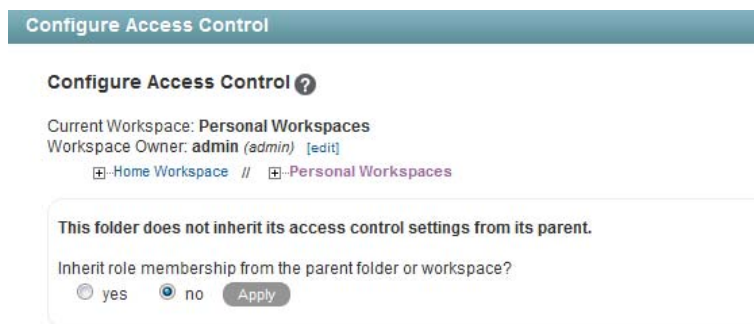 Configure Access Control
Configure Access Control ?
Current Workspace: Personal Workspaces
Workspace Owner: admin (admin) [edit]
Home Workspace // Personal Workspaces
This folder does not inherit its access control settings from its parent.
Inherit role membership from the parent folder or workspace?
yes no Apply